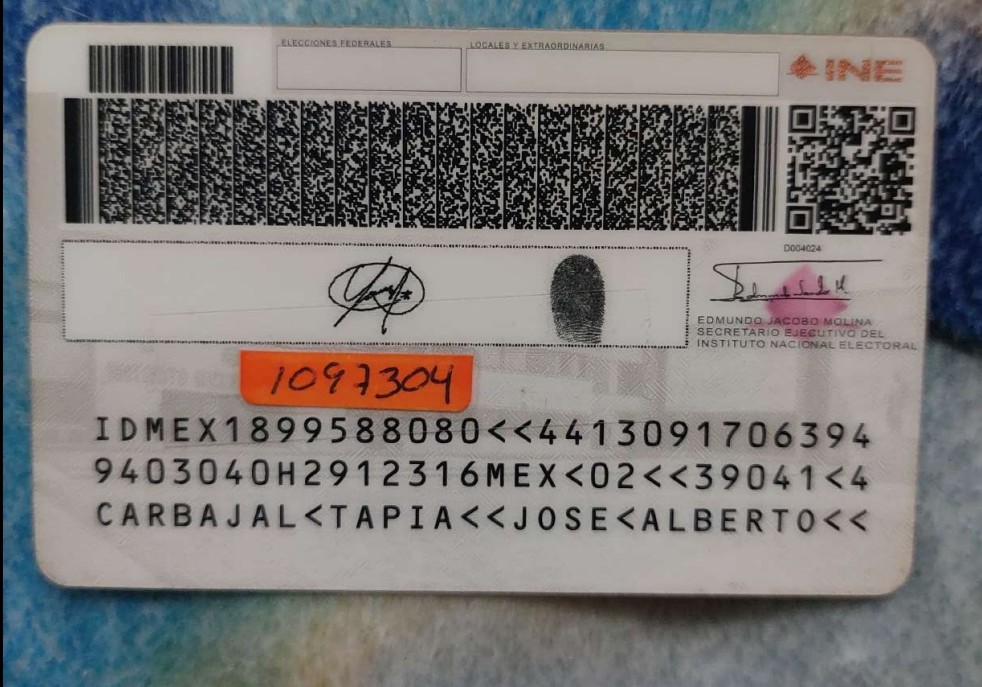 ELECCIONES FEDERALES
LOCALES Y EXTRAORDINARIAS
INE
D004024
EDMUNDO JACOBO MOLINA
SECRETARIO EJECUTIVO DEL
INSTITUTO NACIONAL ELECTORAL
1097304
IDMEX1899588080<<4413091706394
9403040H2912316MEX<02<<39041<4
CARBAJAL<TAPIA<<JOSE<ALBERTO<<